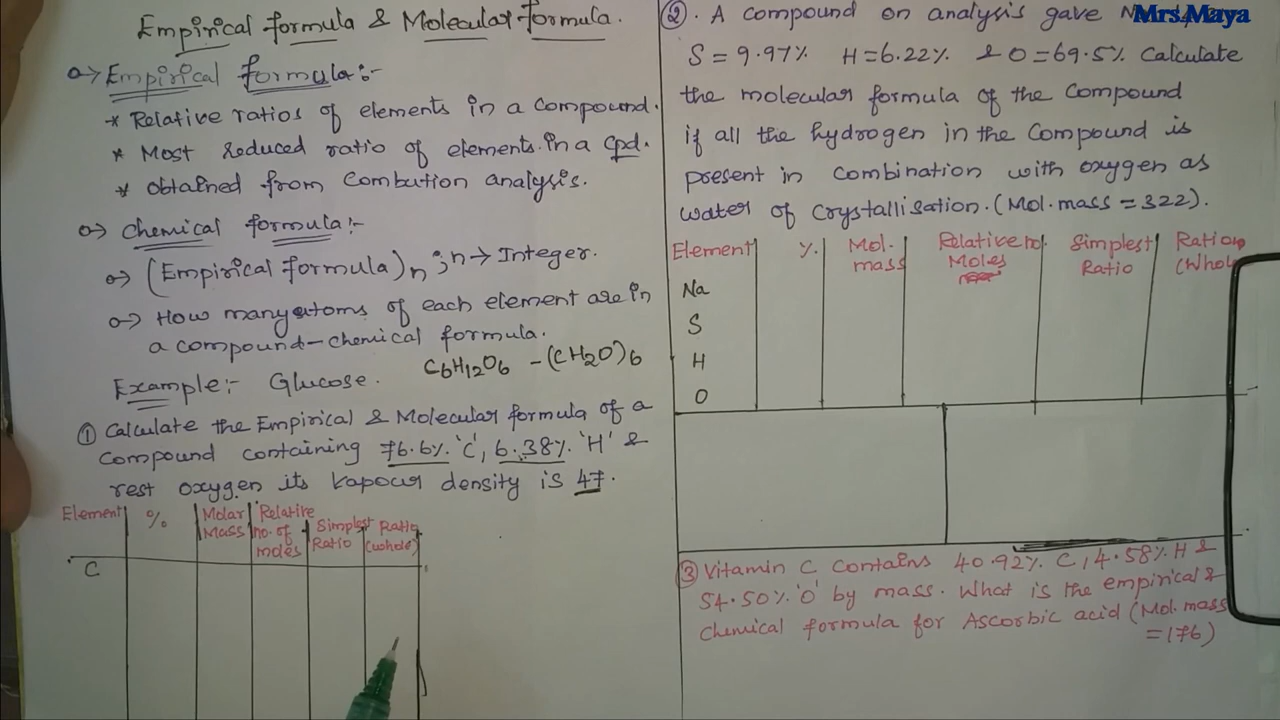 Empirical formula & Molecular formula.
Empirical formula:-
* Relative ratios of elements in a compound.
* Most reduced ratio of elements in a Cpd.
* Obtained from Combution analysis.
Chemical formula:-
(Empirical formula)n ; n → Integer.
How many atoms of each element are in
a compound - chemical formula.
Example:- Glucose. C6H12O6 - (CH2O)6
① Calculate the Empirical & Molecular formula of a
Compound containing 76.6% 'C', 6.38% 'H' &
rest oxygen its vapour density is 47.
Element % Molar Mass Relative no. of moles Simplest Ratio Ratio (whole)
C
②. A compound on analysis gave
Mrs.Maya
S = 9.97% H = 6.22% & O = 69.5% Calculate
the molecular formula of the Compound
if all the hydrogen in the Compound is
present in combination with oxygen as
water of crystallisation. (Mol. mass = 322).
Element % Mol. mass Relative no. Moles Simplest Ratio Ratio (Whole
Na
S
H
O
③ Vitamin C contains 40.92% C, 4.58% H &
54.50% 'O' by mass. What is the empirical &
chemical formula for Ascorbic acid (Mol. mass
= 176)